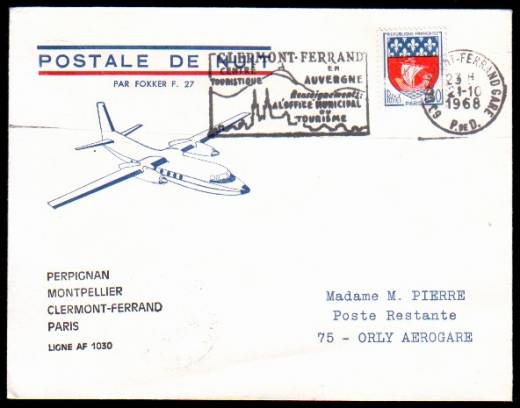 POSTALE DE NUIT
PAR FOKKER F. 27
CLERMONT-FERRAND
CENTRE
TOURISTIQUE
EN
AUVERGNE
Renseignements:
A L'OFFICE MUNICIPAL
DU
TOURISME
REPUBLIQUE FRANÇAISE
0,30
PARIS
63 CLERMONT-FERRAND GARE
23 H
21-10
1968
P. DE D.
PERPIGNAN
MONTPELLIER
CLERMONT-FERRAND
PARIS
LIGNE AF 1030
Madame M. PIERRE
Poste Restante
75 - ORLY AEROGARE